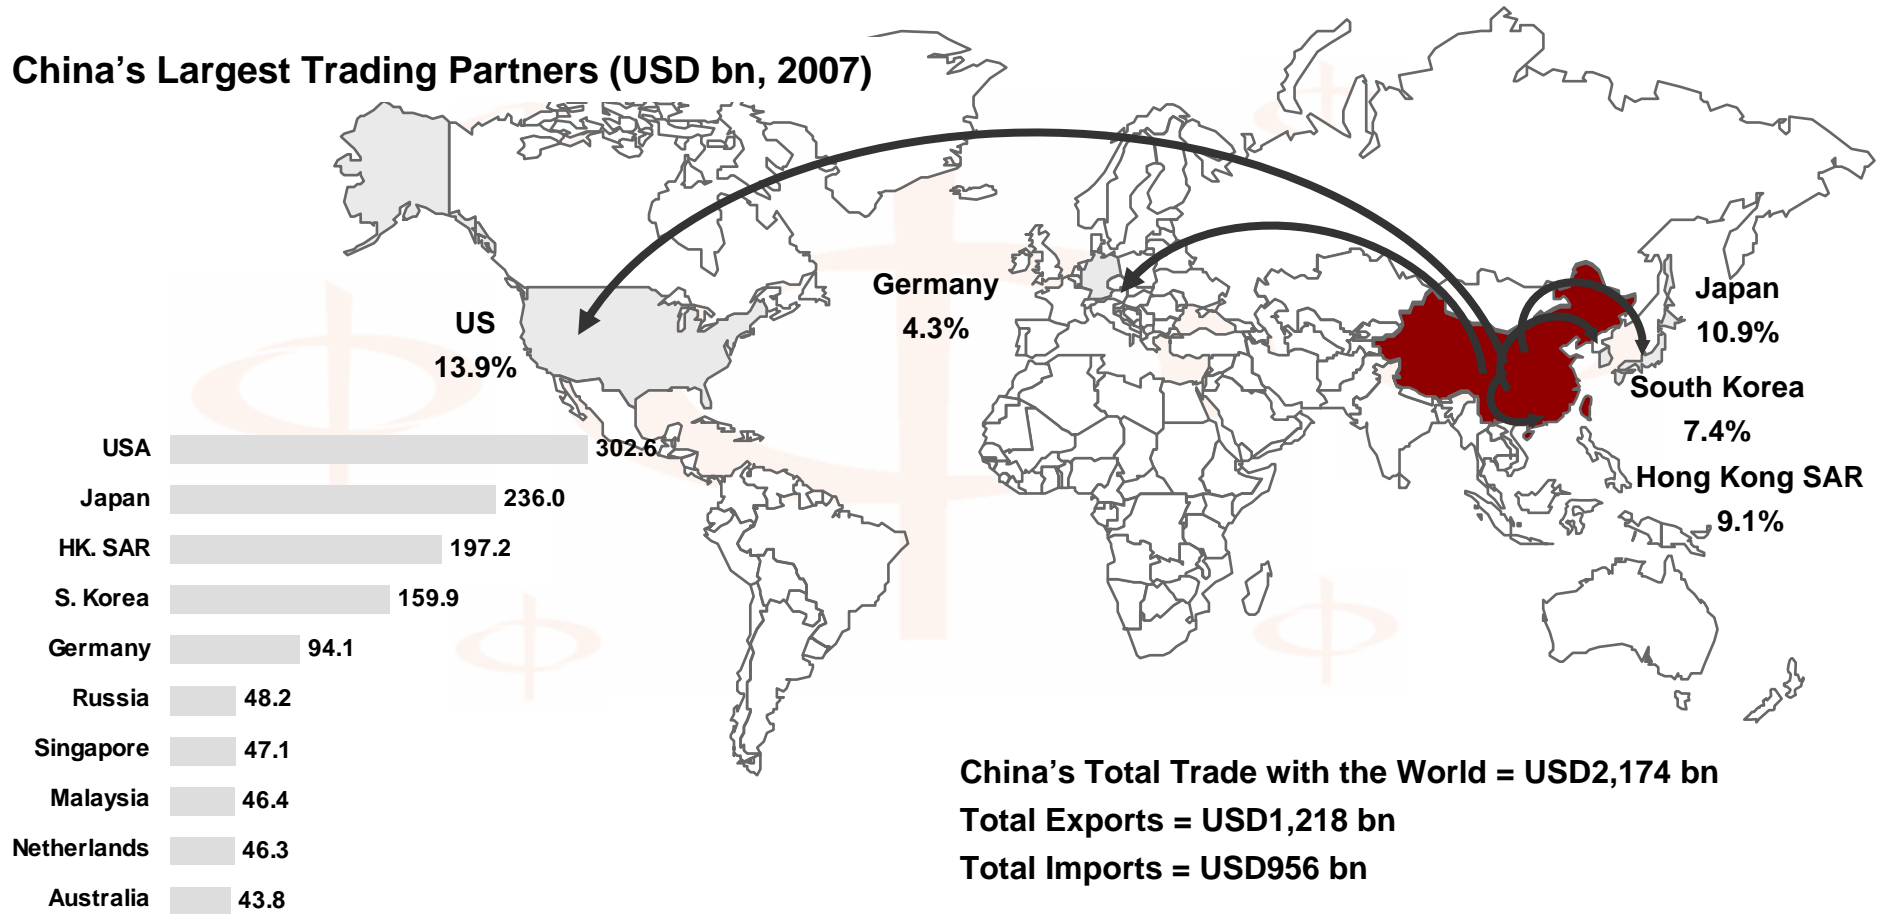 China's Largest Trading Partners (USD bn, 2007)
US
13.9%
Germany
4.3%
Japan
10.9%
South Korea
7.4%
Hong Kong SAR
9.1%
USA 302.6
Japan 236.0
HK. SAR 197.2
S. Korea 159.9
Germany 94.1
Russia 48.2
Singapore 47.1
Malaysia 46.4
Netherlands 46.3
Australia 43.8
China's Total Trade with the World = USD2,174 bn
Total Exports = USD1,218 bn
Total Imports = USD956 bn